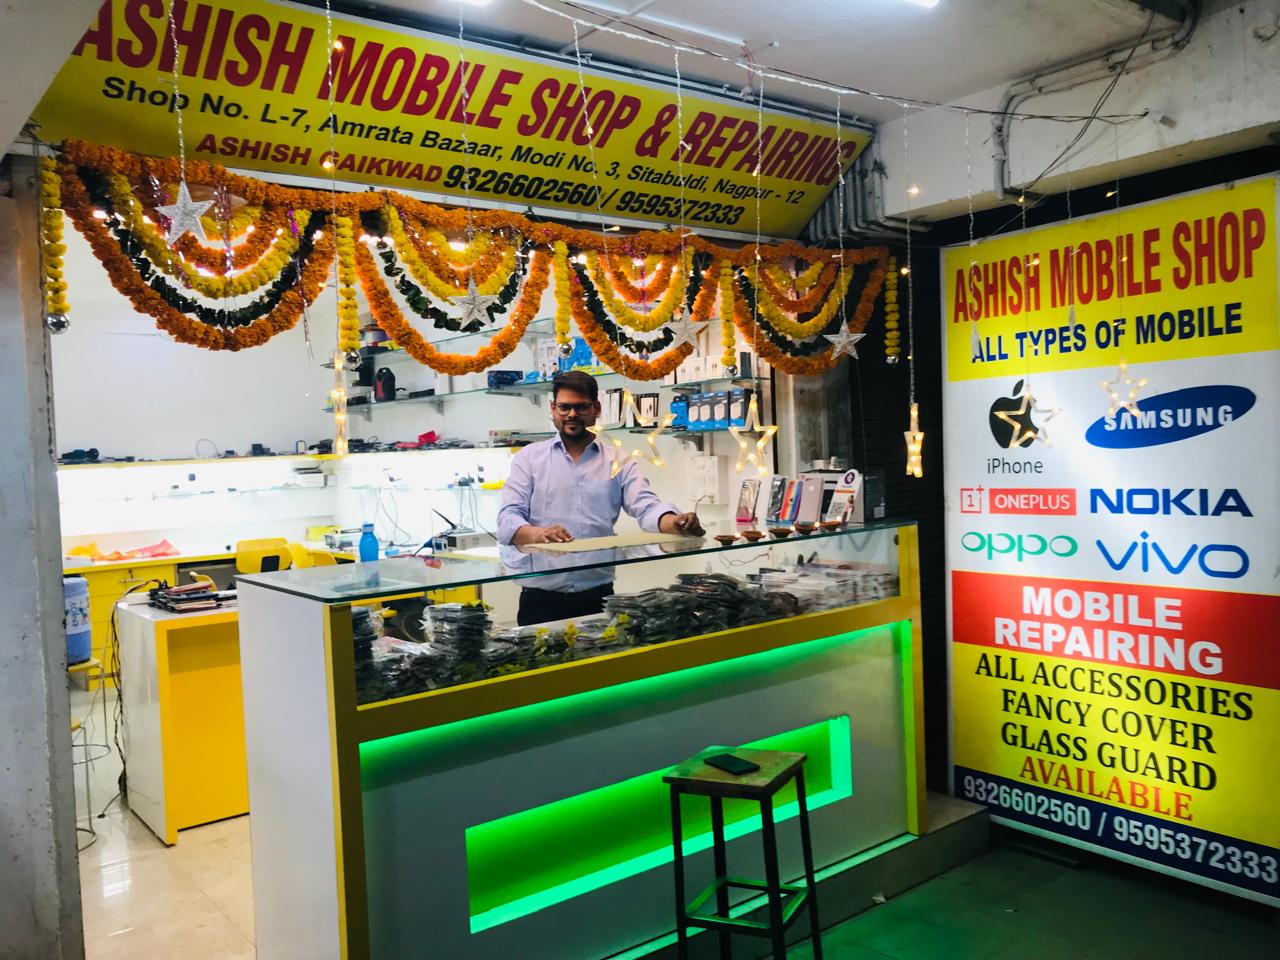 ASHISH MOBILE SHOP & REPAIRING
Shop No. L-7, Amrata Bazaar, Modi No. 3, Sitabuldi, Nagpur - 12
ASHISH GAIKWAD 9326602560 / 9595372333
ASHISH MOBILE SHOP
ALL TYPES OF MOBILE
iPhone
SAMSUNG
1+ ONEPLUS
NOKIA
oppo
vivo
MOBILE
REPAIRING
ALL ACCESSORIES
FANCY COVER
GLASS GUARD
AVAILABLE
9326602560 / 9595372333